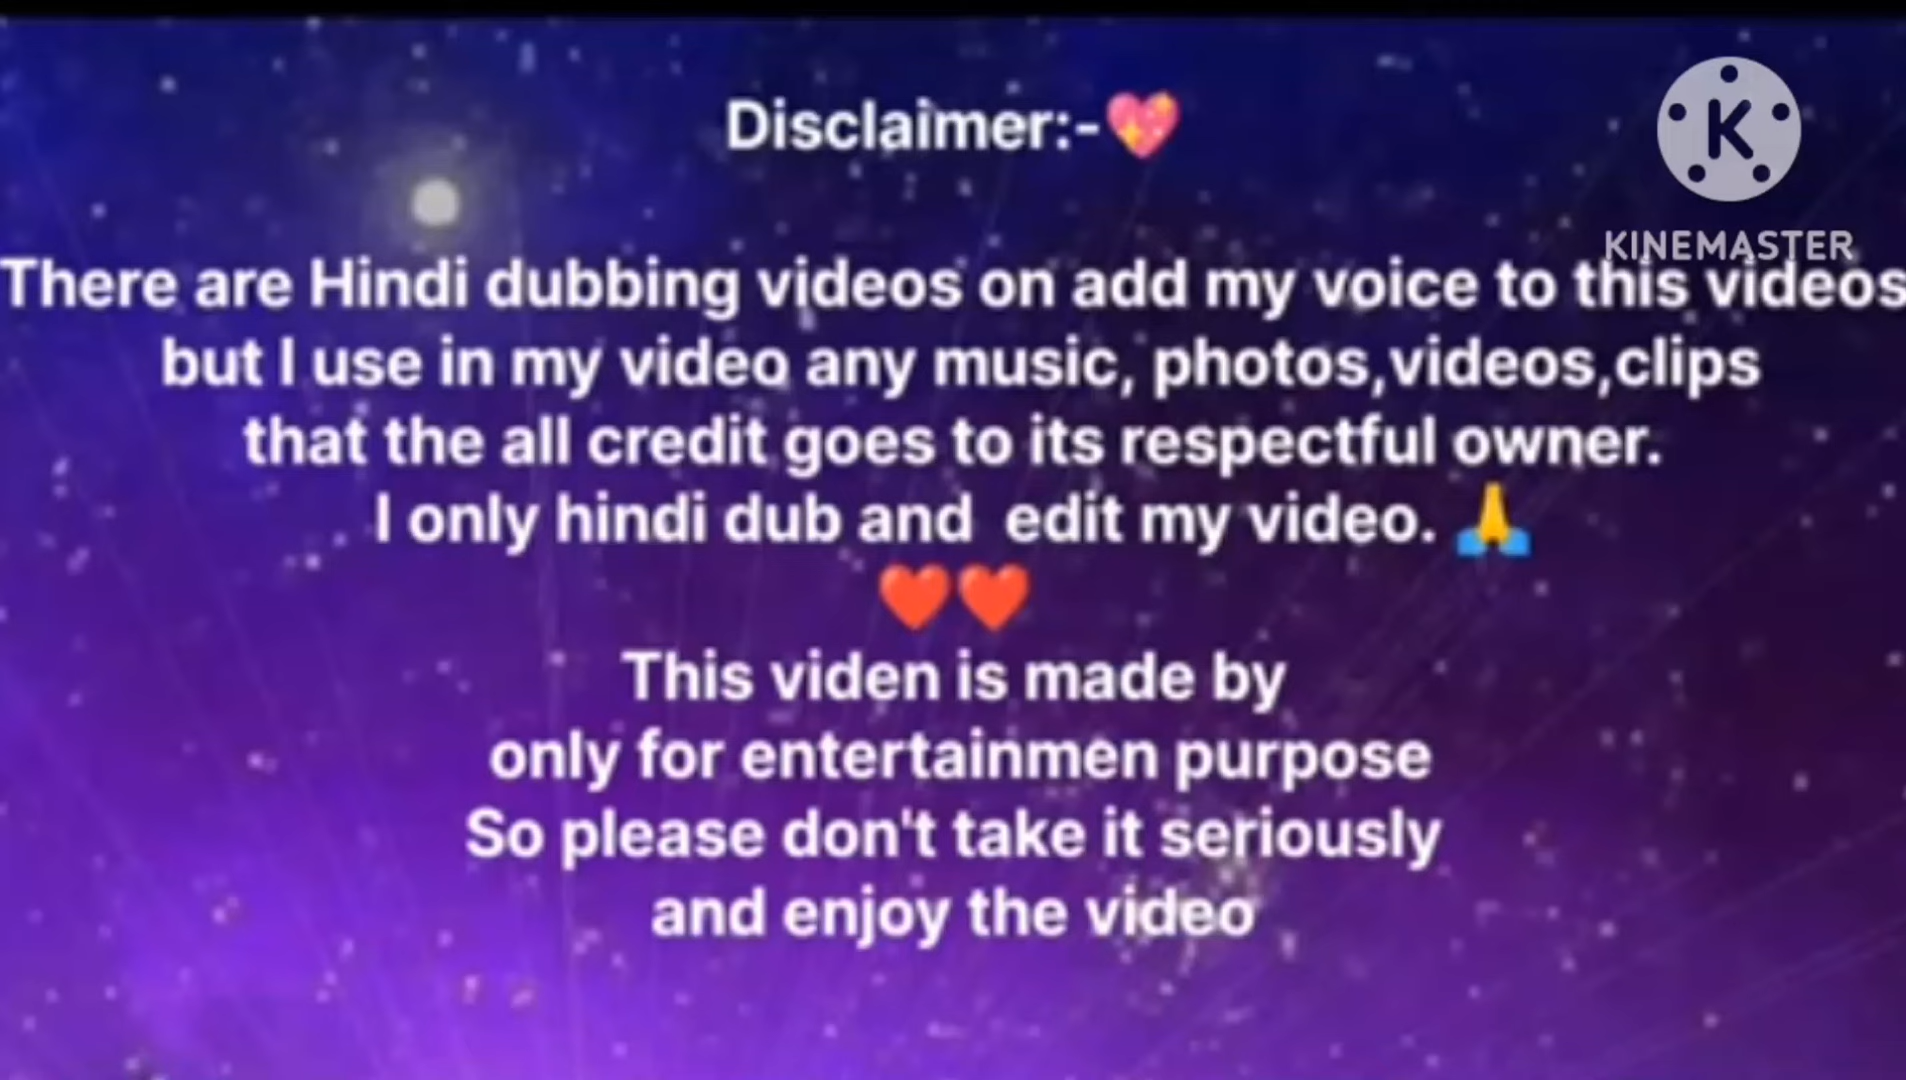 Disclaimer:-💖
KINEMASTER
There are Hindi dubbing videos on add my voice to this videos
but I use in my video any music, photos,videos,clips
that the all credit goes to its respectful owner.
I only hindi dub and  edit my video. 🙏
❤️❤️
This viden is made by
only for entertainmen purpose
So please don't take it seriously
and enjoy the video